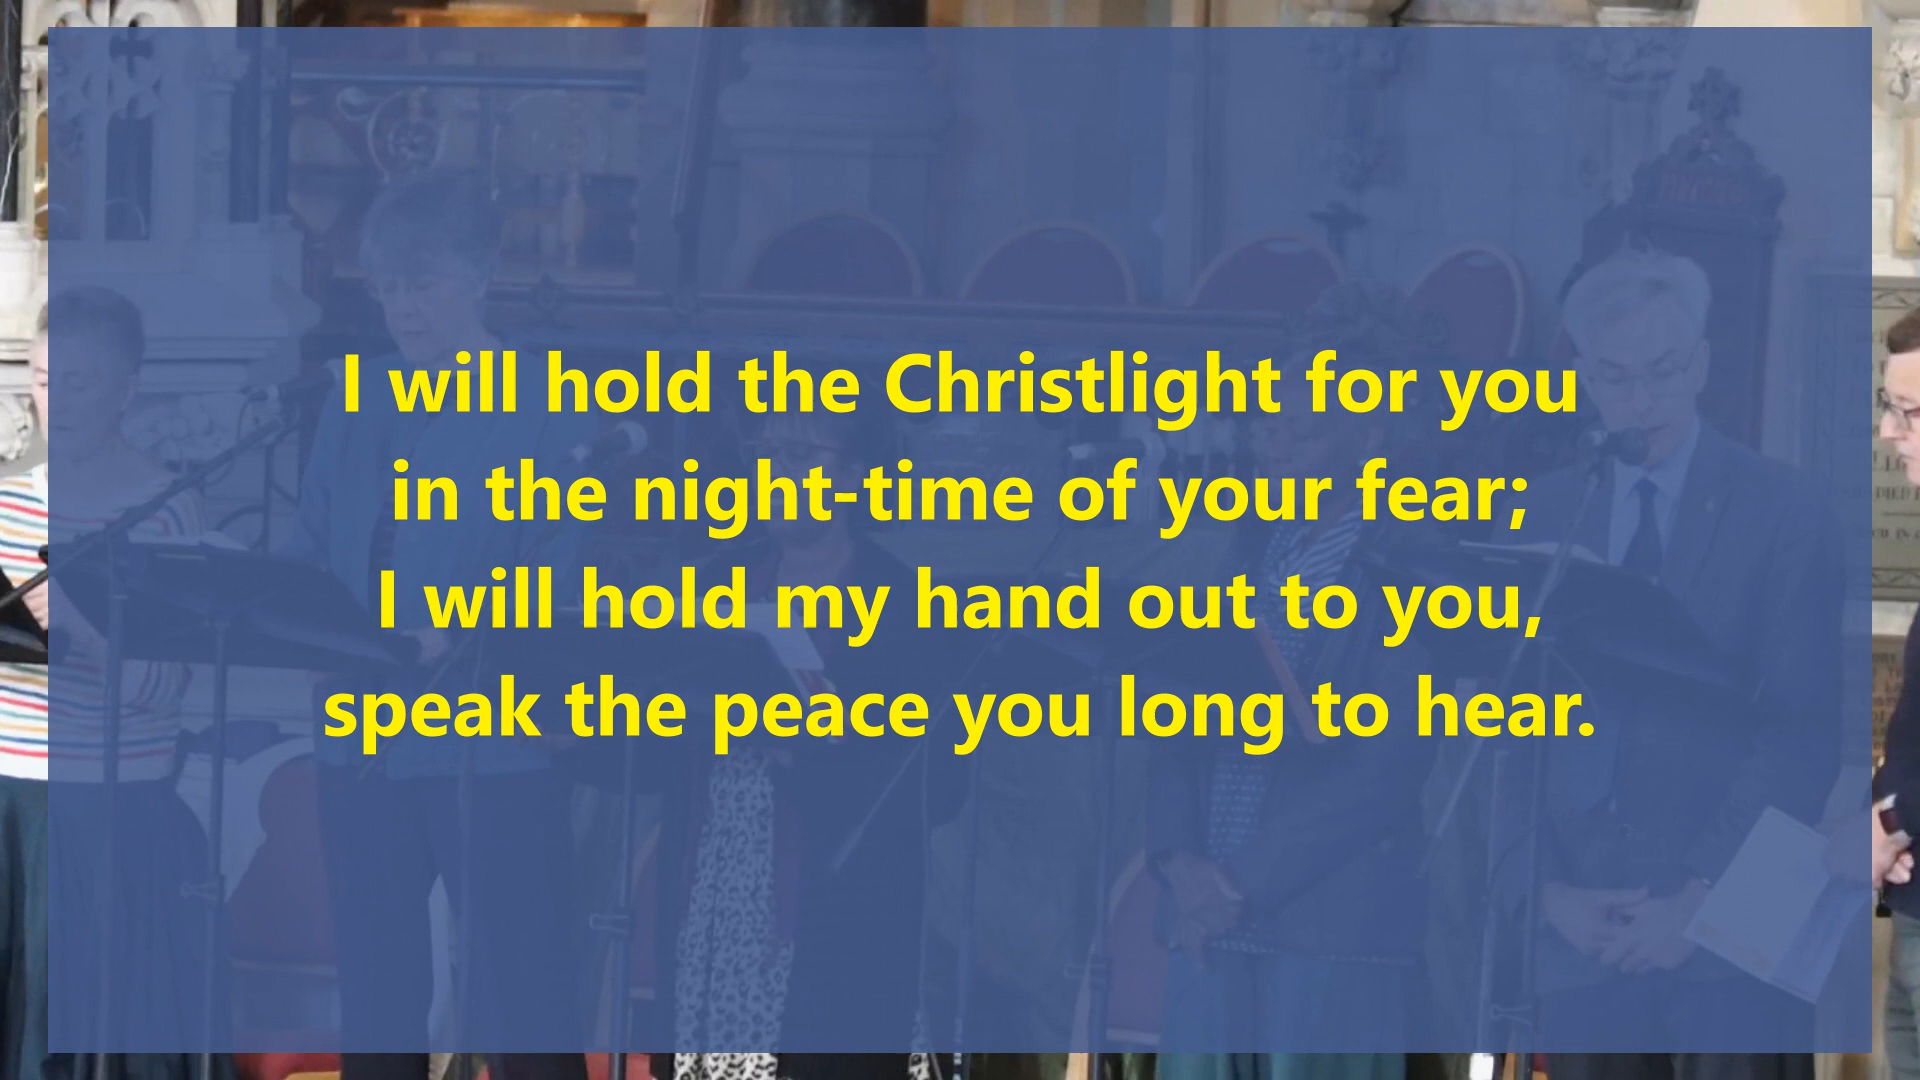 I will hold the Christlight for you
in the night-time of your fear;
I will hold my hand out to you,
speak the peace you long to hear.